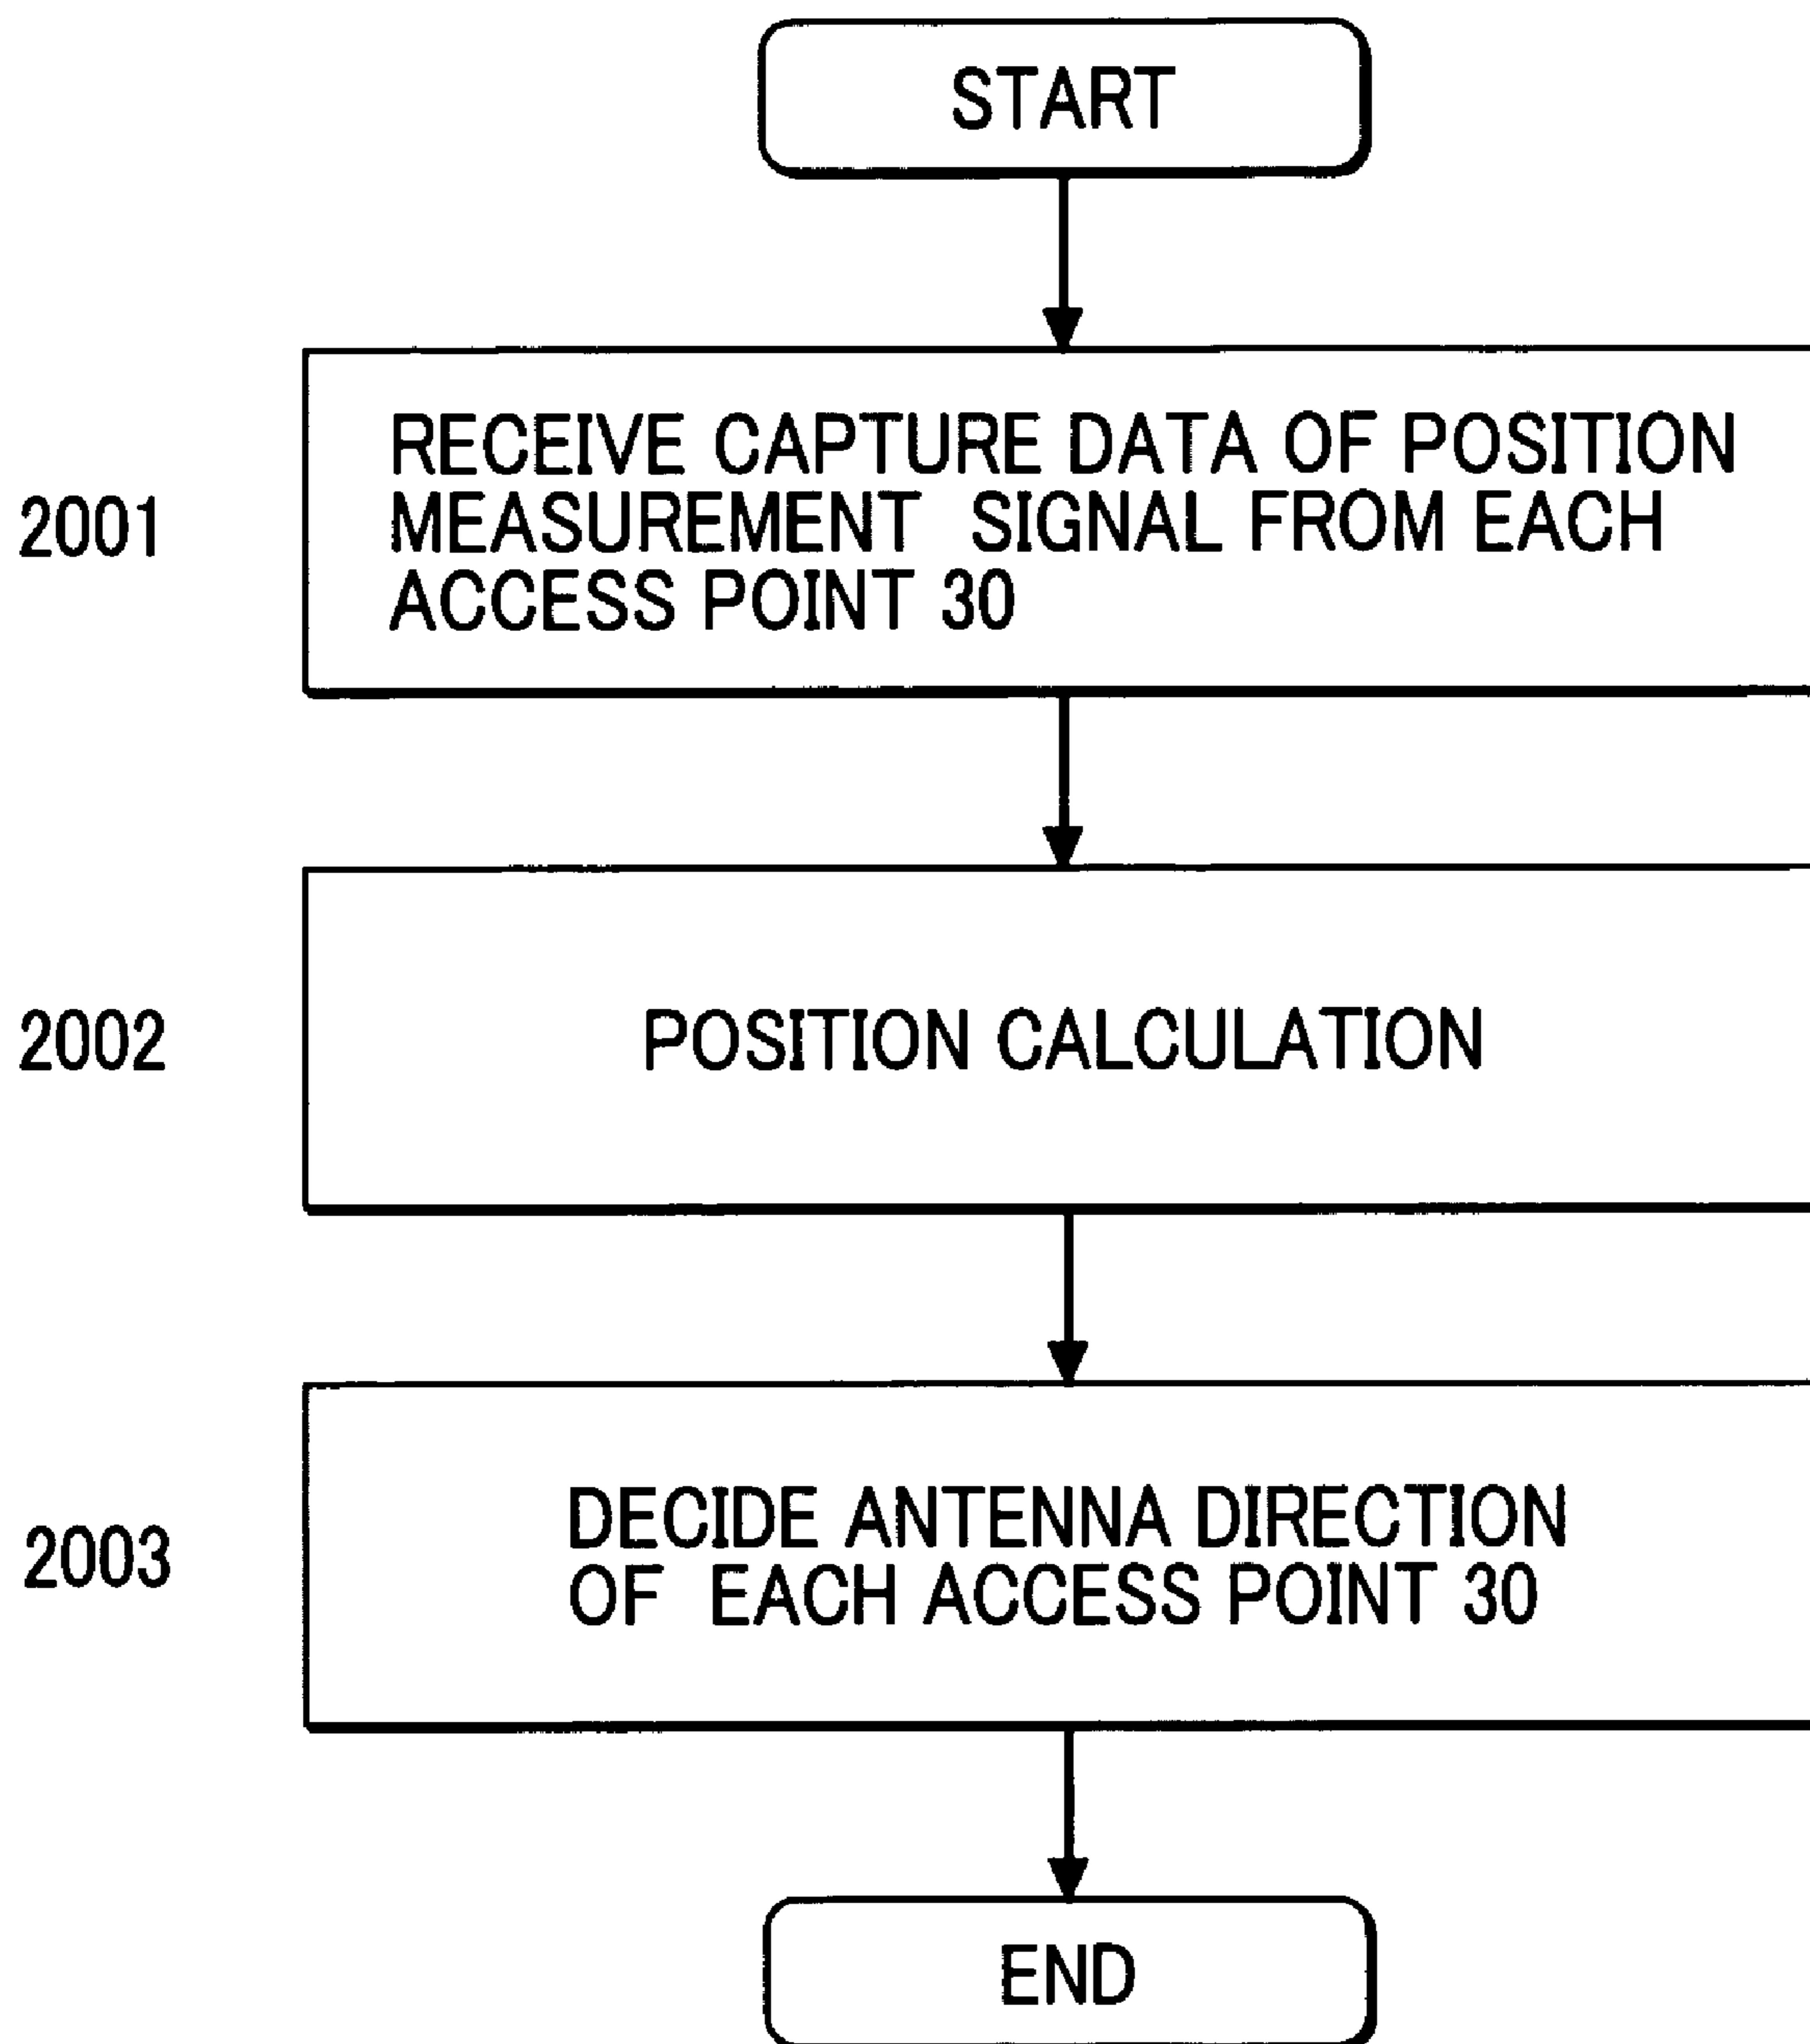 START
2001
RECEIVE CAPTURE DATA OF POSITION
MEASUREMENT SIGNAL FROM EACH
ACCESS POINT 30
2002
POSITION CALCULATION
2003
DECIDE ANTENNA DIRECTION
OF EACH ACCESS POINT 30
END